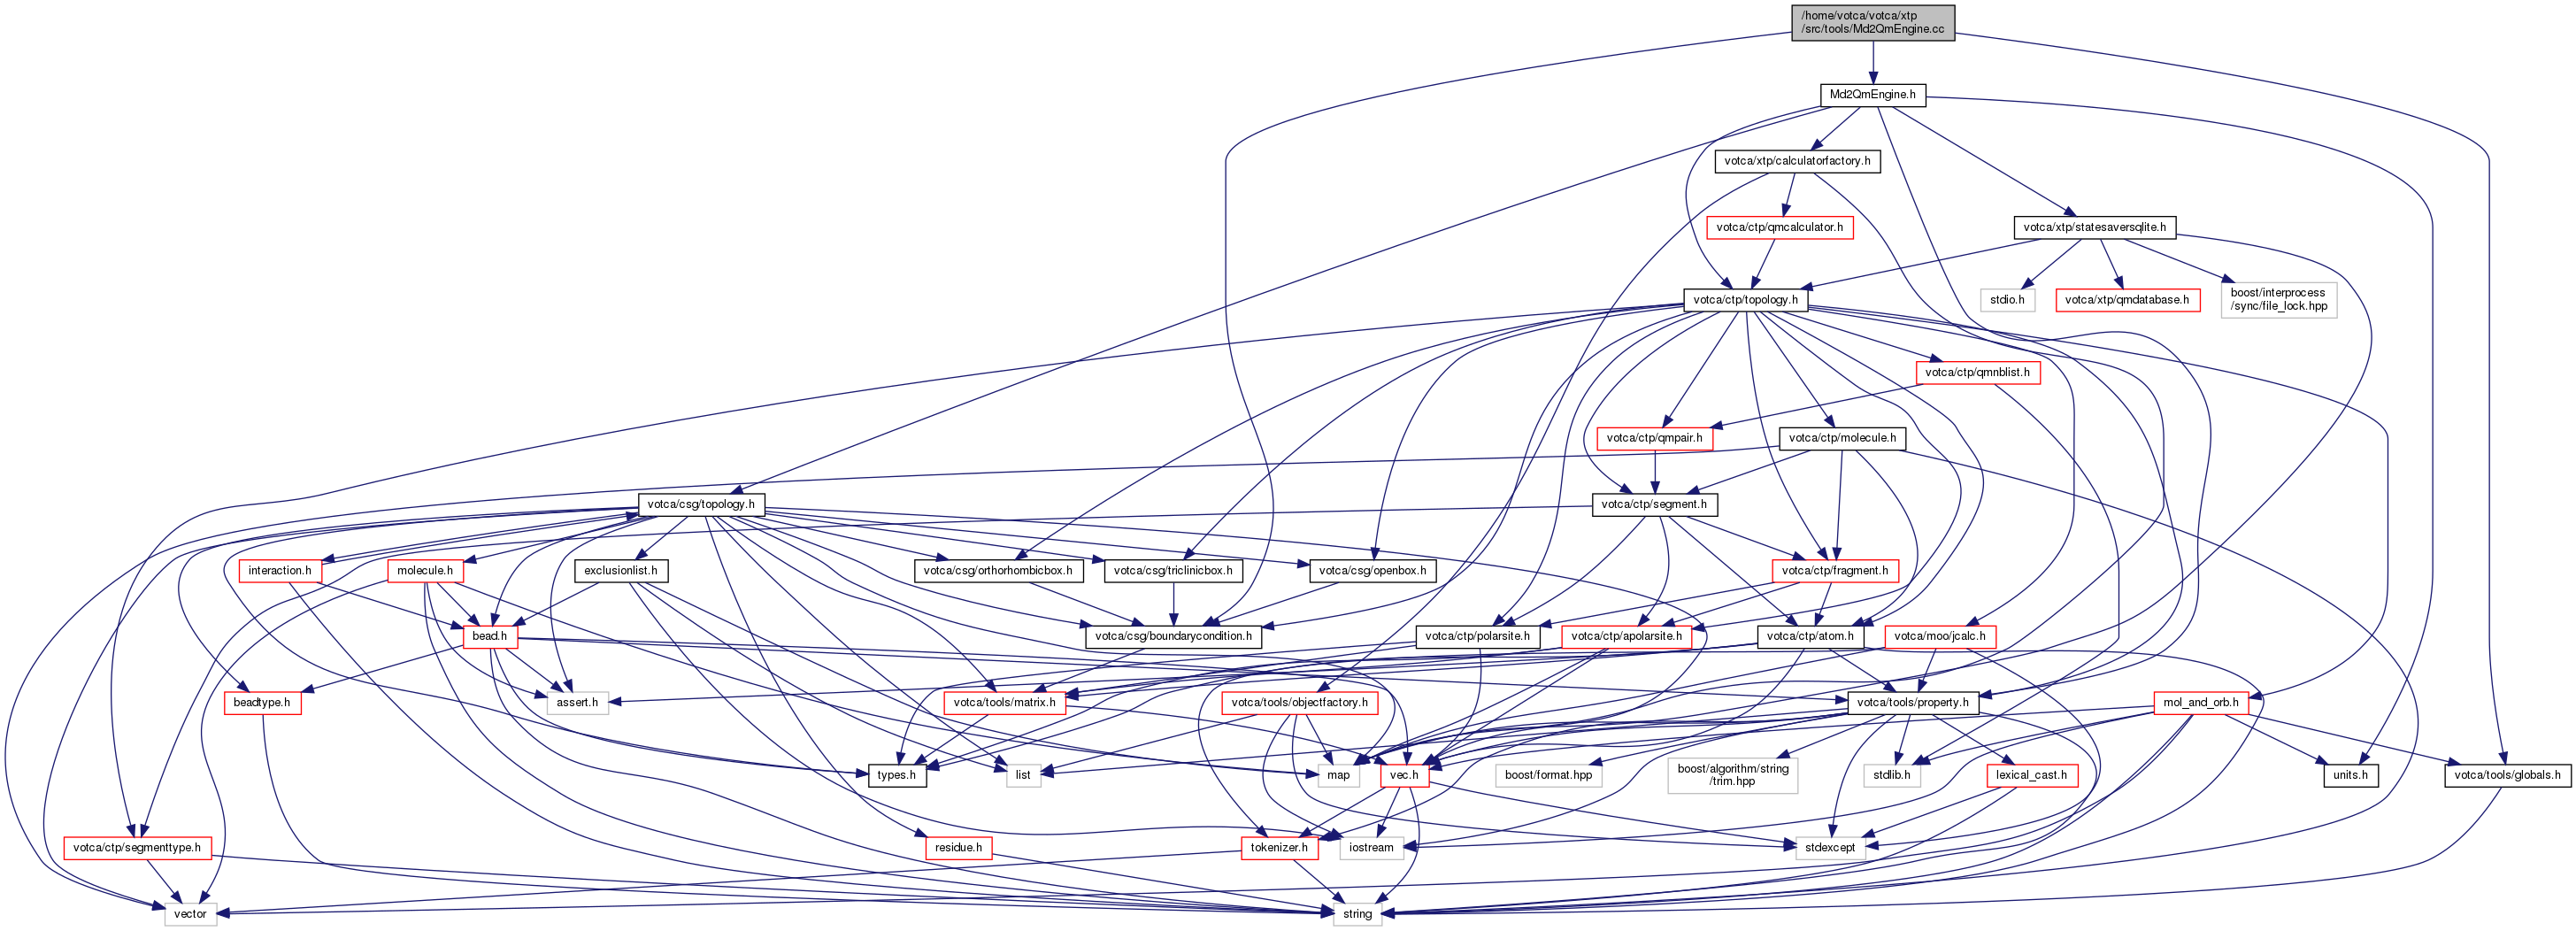 /home/votca/votca/xtp
/src/tools/Md2QmEngine.cc
Md2QmEngine.h
votca/xtp/calculatorfactory.h
votca/ctp/qmcalculator.h
votca/xtp/statesaversqlite.h
votca/ctp/topology.h
stdio.h
votca/xtp/qmdatabase.h
boost/interprocess
/sync/file_lock.hpp
votca/ctp/qmnblist.h
votca/ctp/qmpair.h
votca/ctp/molecule.h
votca/csg/topology.h
votca/ctp/segment.h
interaction.h
molecule.h
exclusionlist.h
votca/csg/orthorhombicbox.h
votca/csg/triclinicbox.h
votca/csg/openbox.h
votca/ctp/fragment.h
bead.h
votca/csg/boundarycondition.h
votca/ctp/polarsite.h
votca/ctp/apolarsite.h
votca/ctp/atom.h
votca/moo/jcalc.h
beadtype.h
assert.h
votca/tools/matrix.h
votca/tools/objectfactory.h
votca/tools/property.h
mol_and_orb.h
types.h
list
map
vec.h
boost/format.hpp
boost/algorithm/string
/trim.hpp
stdlib.h
lexical_cast.h
units.h
votca/tools/globals.h
votca/ctp/segmenttype.h
residue.h
tokenizer.h
iostream
stdexcept
vector
string